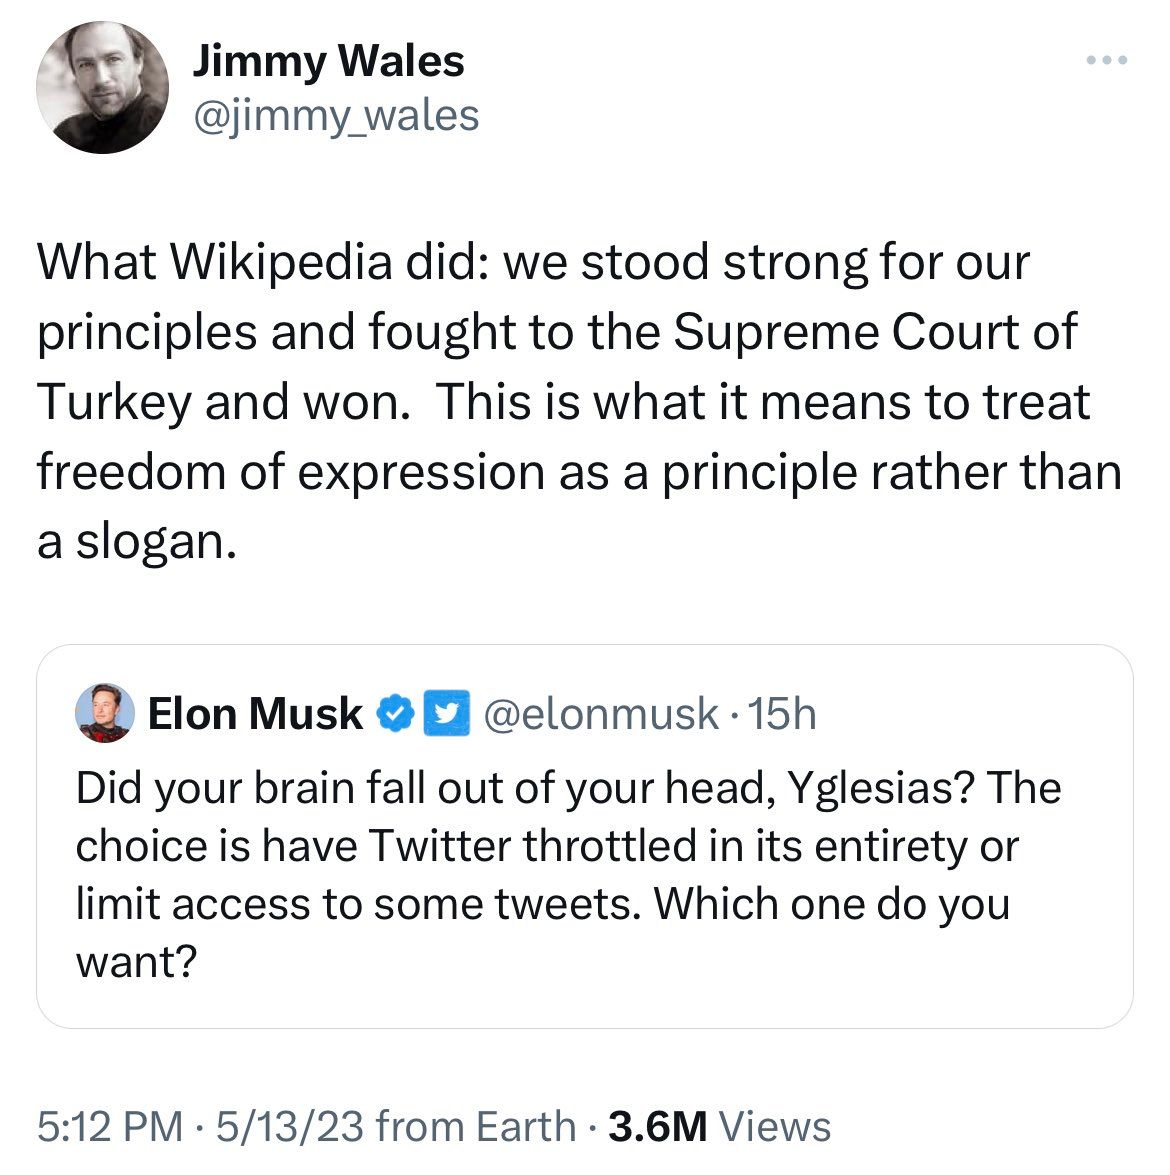 Jimmy Wales
@jimmy_wales
What Wikipedia did: we stood strong for our
principles and fought to the Supreme Court of
Turkey and won.  This is what it means to treat
freedom of expression as a principle rather than
a slogan.
Elon Musk @elonmusk · 15h
Did your brain fall out of your head, Yglesias? The
choice is have Twitter throttled in its entirety or
limit access to some tweets. Which one do you
want?
5:12 PM · 5/13/23 from Earth · 3.6M Views